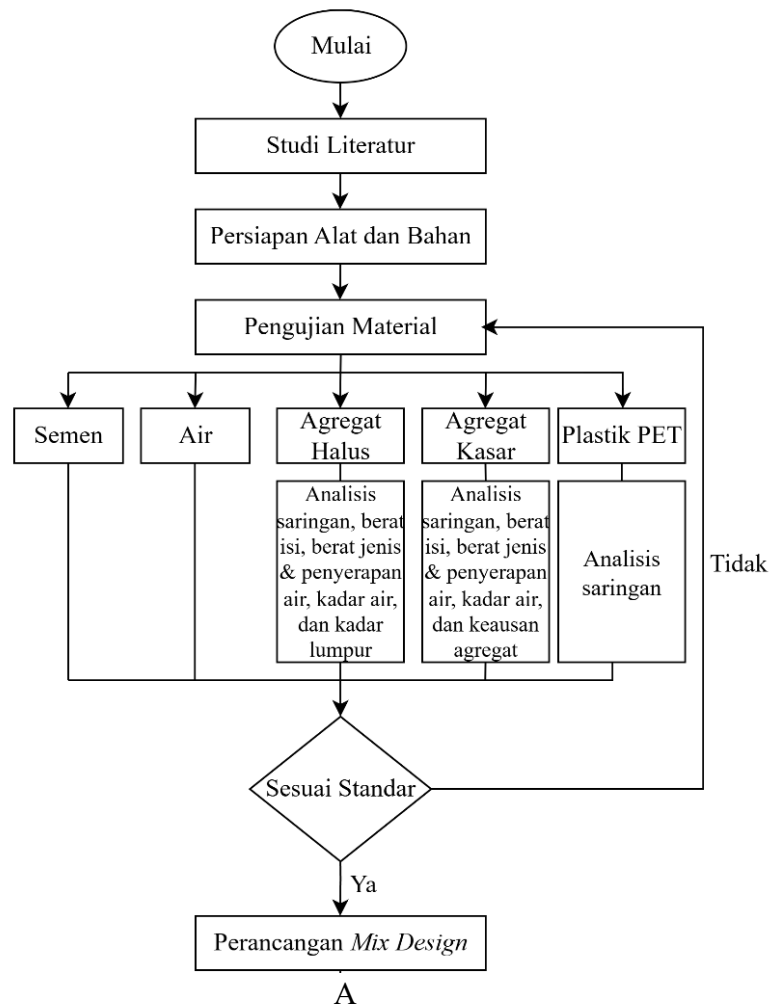 Mulai
Studi Literatur
Persiapan Alat dan Bahan
Pengujian Material
Semen
Air
Agregat
Halus
Agregat
Kasar
Plastik PET
Analisis
saringan, berat
isi, berat jenis
& penyerapan
air, kadar air,
dan kadar
lumpur
Analisis
saringan, berat
isi, berat jenis
& penyerapan
air, kadar air,
dan keausan
agregat
Analisis
saringan
Tidak
Sesuai Standar
Ya
Perancangan Mix Design
A